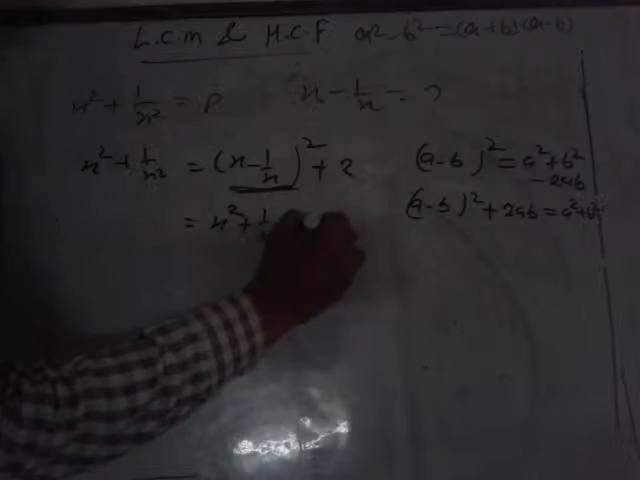 L.C.M & H.C.F a² - b² = (a+b)(a-b)
x² + 1/x² = P x - 1/x = ?
x² + 1/x² = (x - 1/x)² + 2 (a-b)² = a² + b² - 2ab
= x² + 1/ (a-b)² + 2ab = a² + b²